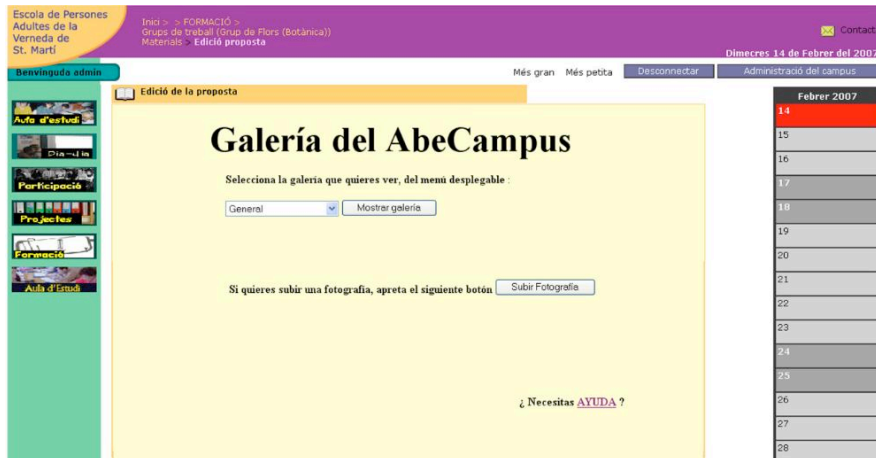 Escola de Persones
Adultes de la
Verneda de
St. Martí
Inici > > FORMACIÓ >
Grups de treball (Grup de Flors (Botànica))
Materials > Edició proposta
Contact
Dimecres 14 de Febrer del 2007
Benvinguda admin
Més gran Més petita Desconnectar Administració del campus
Edició de la proposta
Aula d'estudi
Dia-dia
Participació
Projectes
Formació
Aula d'Estudi
Galería del AbeCampus
Selecciona la galería que quieres ver, del menú desplegable :
General Mostrar galería
Si quieres subir una fotografía, apreta el siguiente botón Subir Fotografía
¿ Necesitas AYUDA ?
Febrer 2007
14
15
16
17
18
19
20
21
22
23
24
25
26
27
28